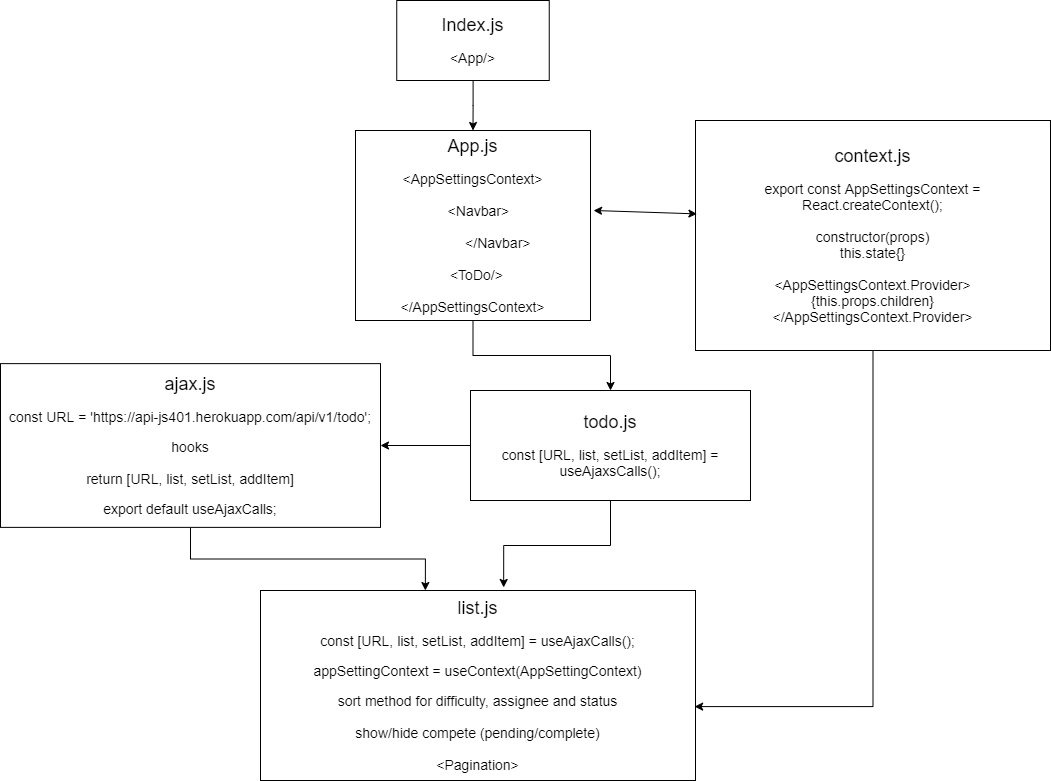 Index.js
<App/>
App.js
<AppSettingsContext>
<Navbar>
</Navbar>
<ToDo/>
</AppSettingsContext>
context.js
export const AppSettingsContext =
React.createContext();
constructor(props)
this.state{}
<AppSettingsContext.Provider>
{this.props.children}
</AppSettingsContext.Provider>
ajax.js
const URL = 'https://api-js401.herokuapp.com/api/v1/todo';
hooks
return [URL, list, setList, addItem]
export default useAjaxCalls;
todo.js
const [URL, list, setList, addItem] =
useAjaxsCalls();
list.js
const [URL, list, setList, addItem] = useAjaxCalls();
appSettingContext = useContext(AppSettingContext)
sort method for difficulty, assignee and status
show/hide compete (pending/complete)
<Pagination>